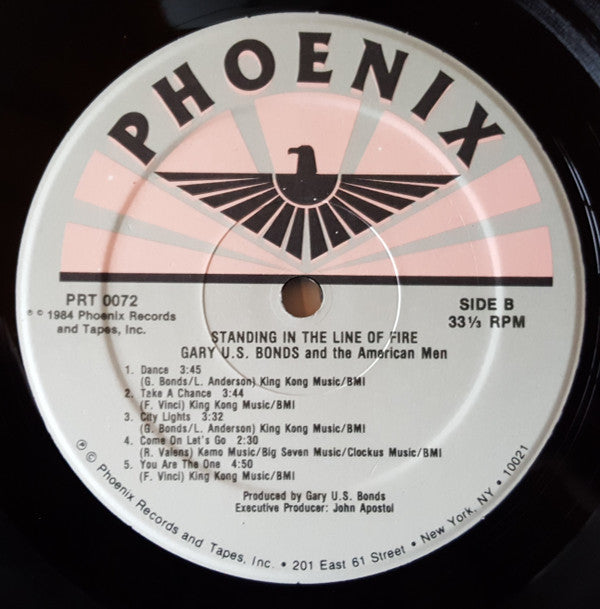 PHOENIX
PRT 0072
℗ © 1984 Phoenix Records
and Tapes, Inc.
SIDE B
33⅓ RPM
STANDING IN THE LINE OF FIRE
GARY U.S. BONDS and the American Men
1. Dance 3:45
(G. Bonds/L. Anderson) King Kong Music/BMI
2. Take A Chance 3:44
(F. Vinci) King Kong Music/BMI
3. City Lights 3:32
(G. Bonds/L. Anderson) King Kong Music/BMI
4. Come On Let's Go 2:30
(R. Valens) Kemo Music/Big Seven Music/Clockus Music/BMI
5. You Are The One 4:50
(F. Vinci) King Kong Music/BMI
Produced by Gary U.S. Bonds
Executive Producer: John Apostol
℗ © Phoenix Records and Tapes, Inc. • 201 East 61 Street • New York, NY • 10021